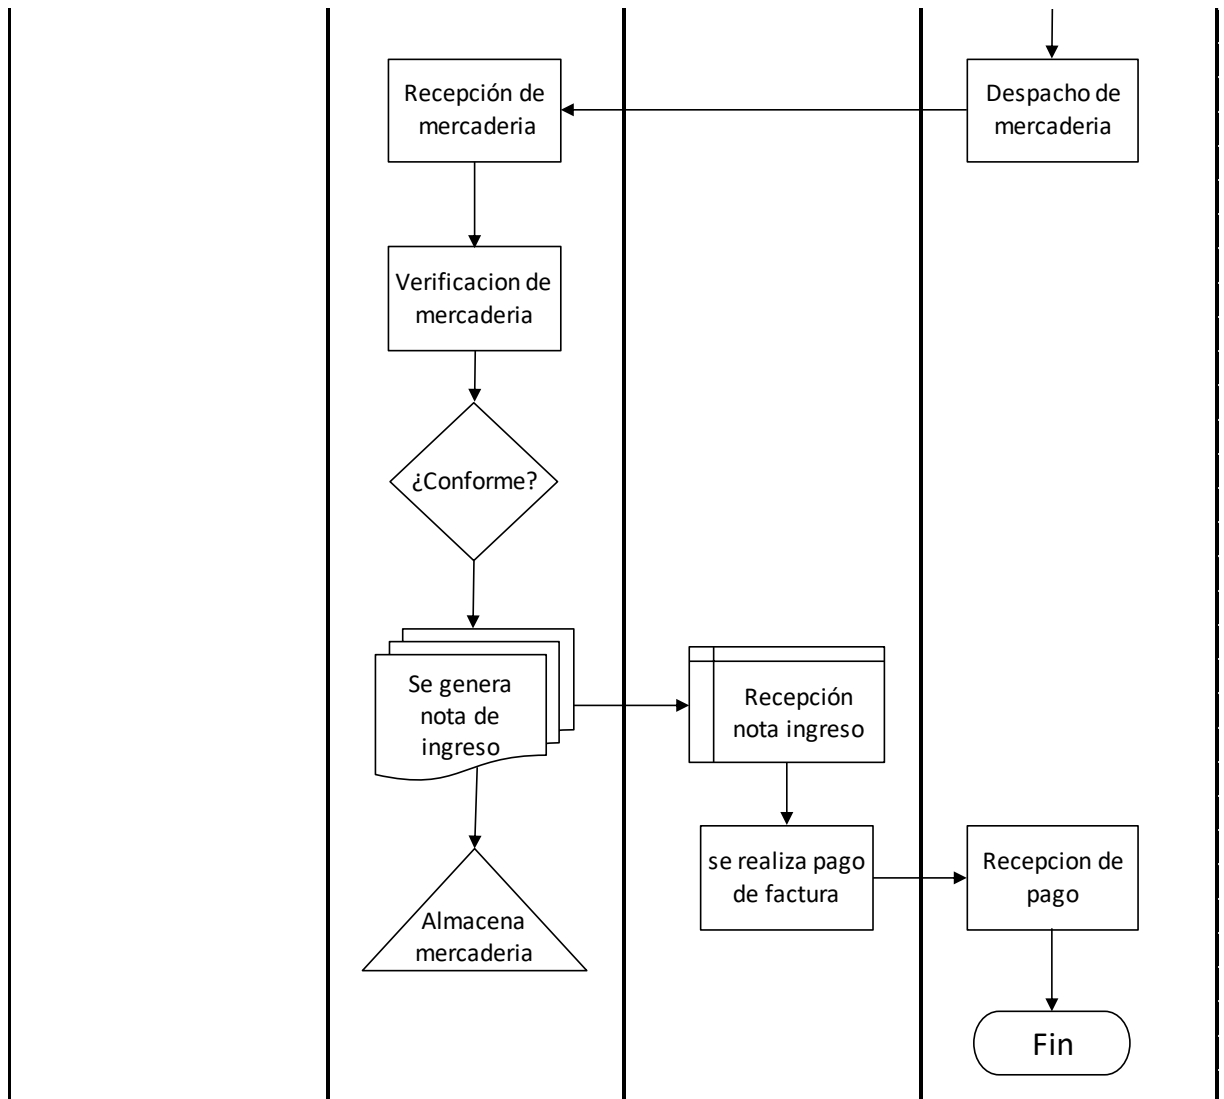 Recepción de
mercaderia
Despacho de
mercaderia
Verificacion de
mercaderia
¿Conforme?
Se genera
nota de
ingreso
Recepción
nota ingreso
se realiza pago
de factura
Recepcion de
pago
Almacena
mercaderia
Fin